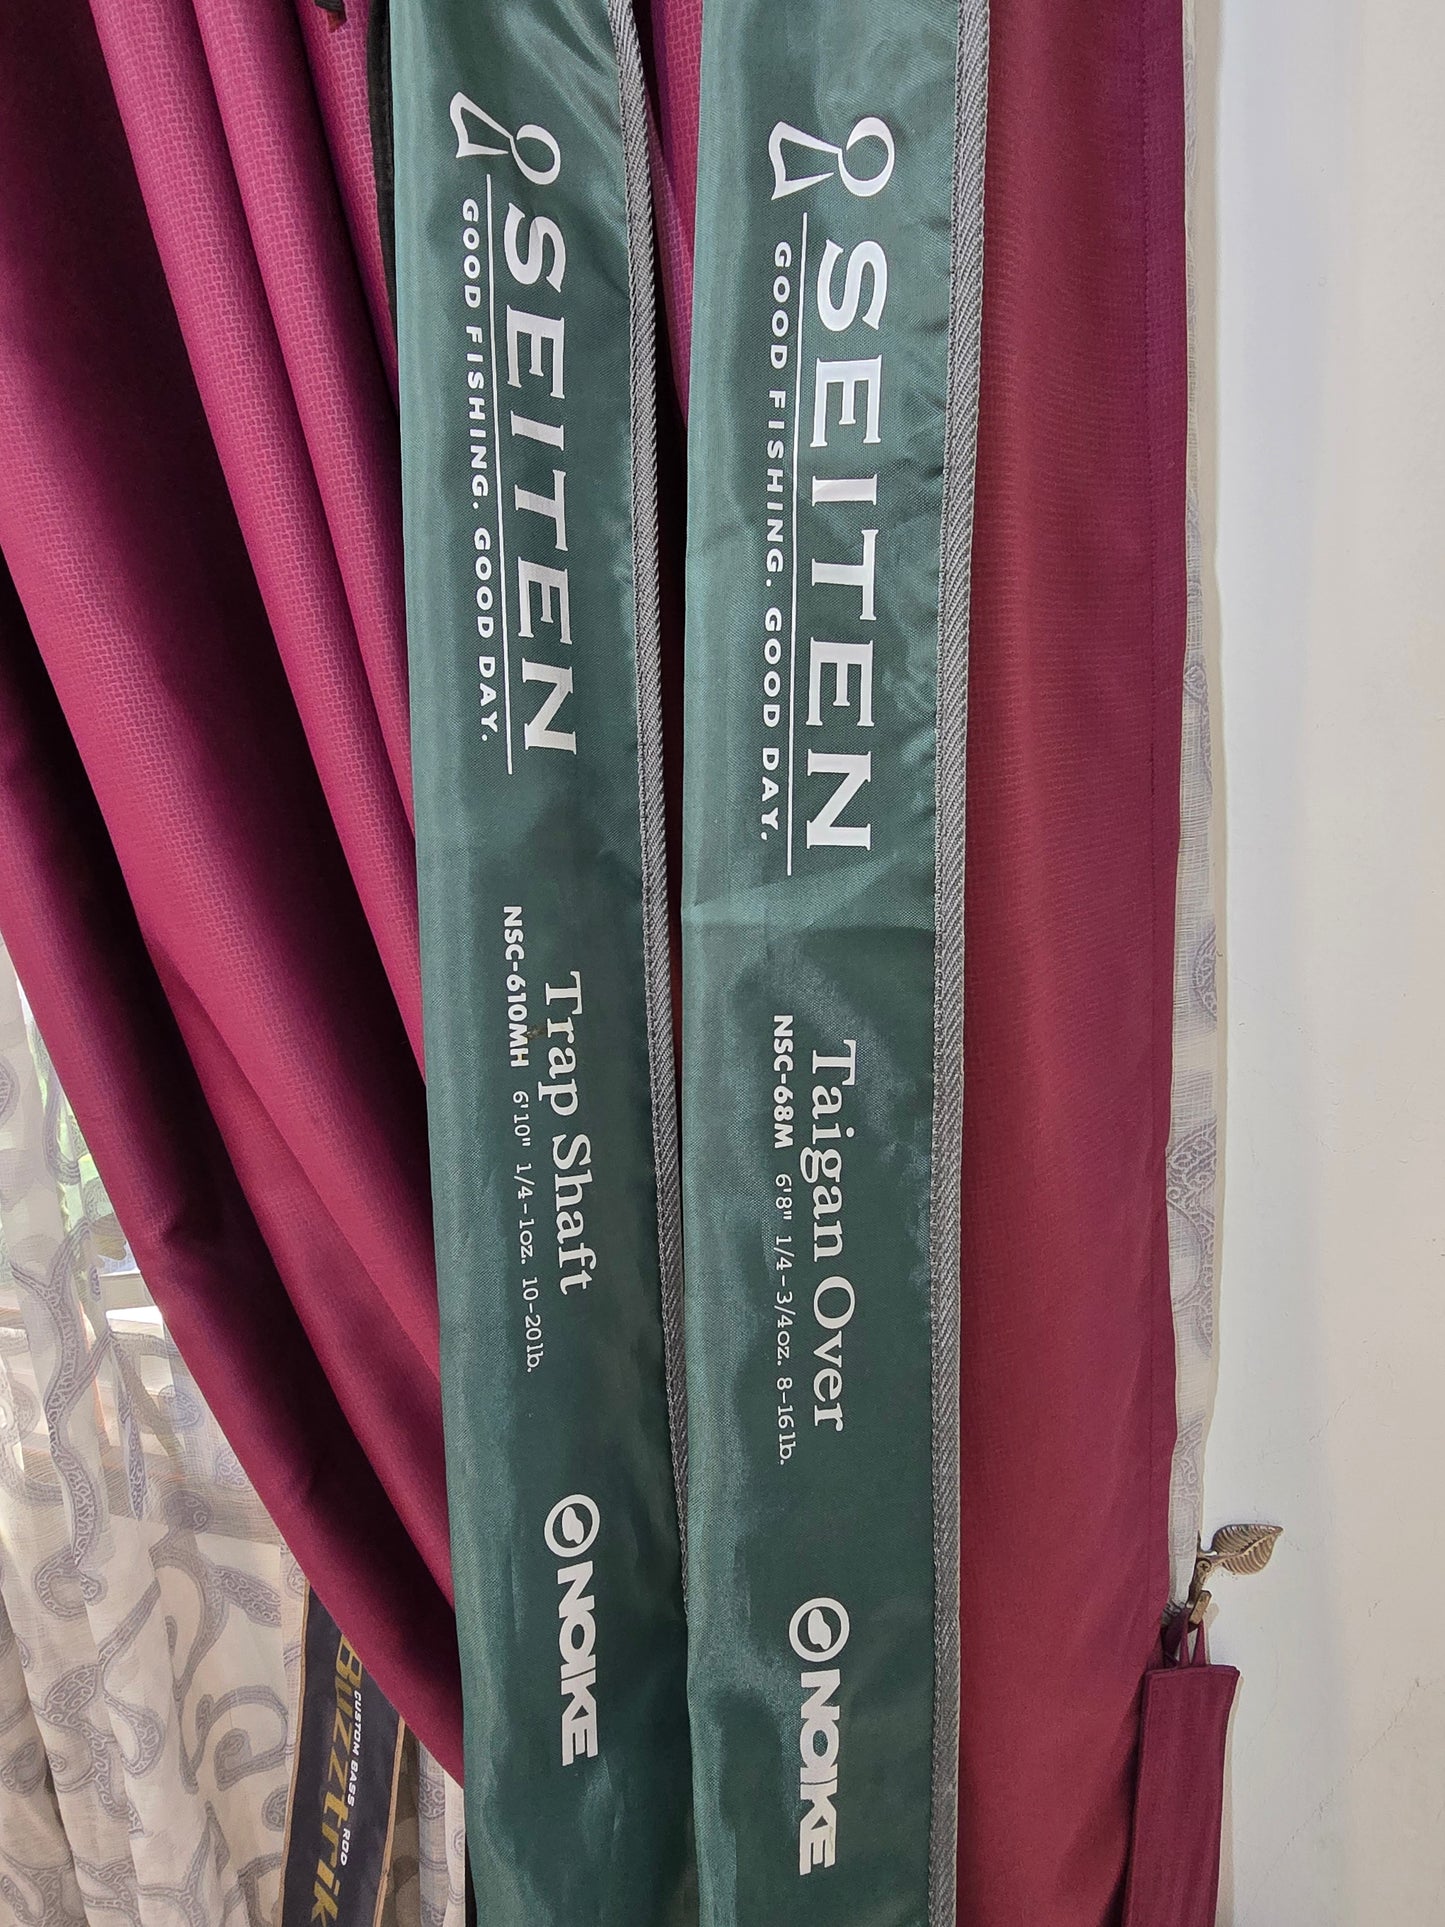 SEITEN
GOOD FISHING. GOOD DAY.
Trap Shaft
NSC-610MH 6'10" 1/4-1oz. 10-20lb.
NOIKE
SEITEN
GOOD FISHING. GOOD DAY.
Taigan Over
NSC-68M 6'8" 1/4-3/4oz. 8-16lb.
NOIKE
CUSTOM BASS ROD
Buzztrik